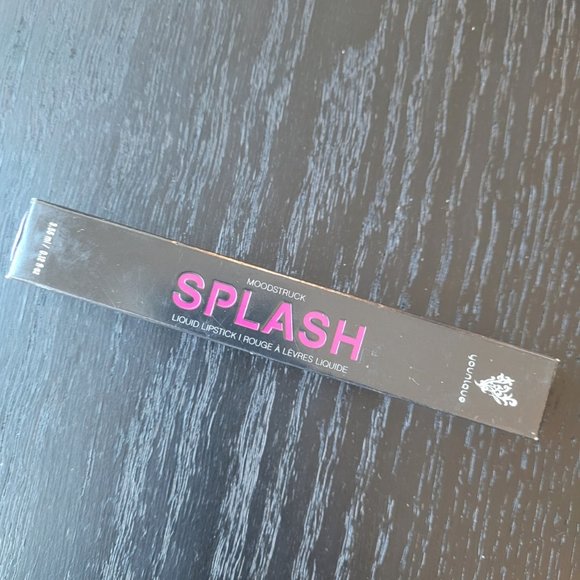 MOODSTRUCK
SPLASH
LIQUID LIPSTICK | ROUGE À LÈVRES LIQUIDE
younique